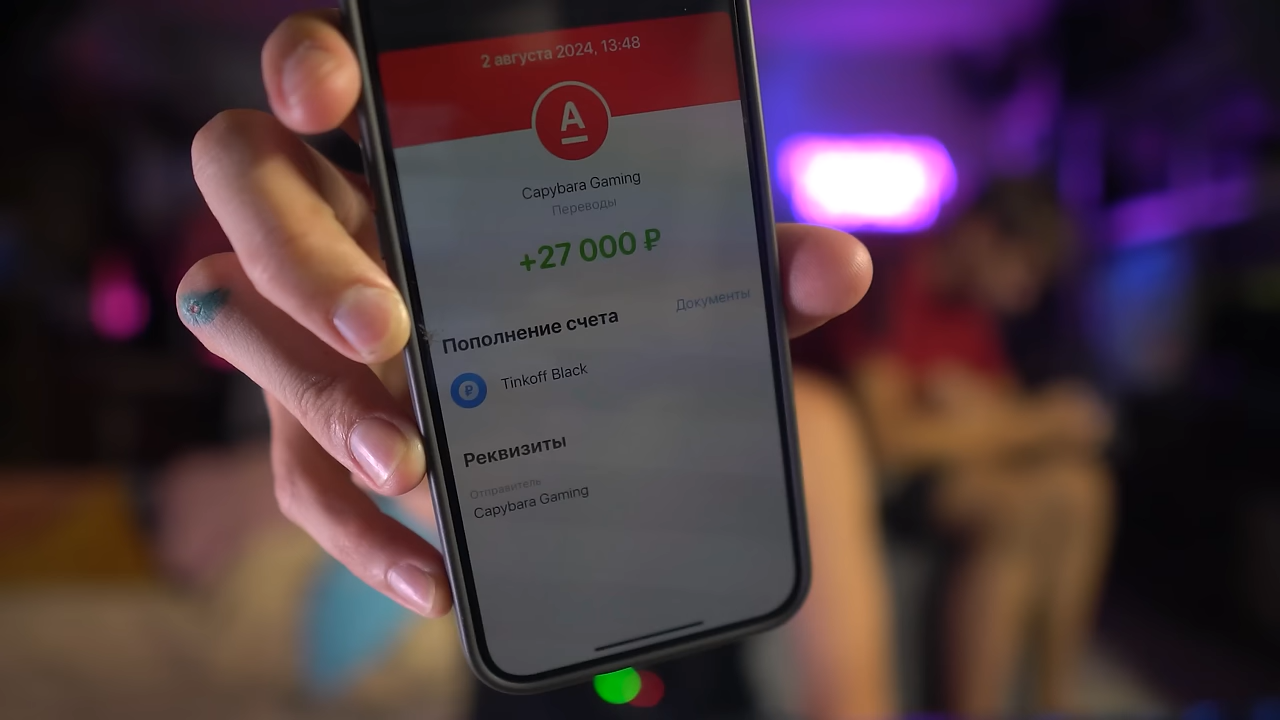 2 августа 2024, 13:48
А
Capybara Gaming
Переводы
+27 000 ₽
Документы
Пополнение счета
₽
Tinkoff Black
Реквизиты
Отправитель
Capybara Gaming